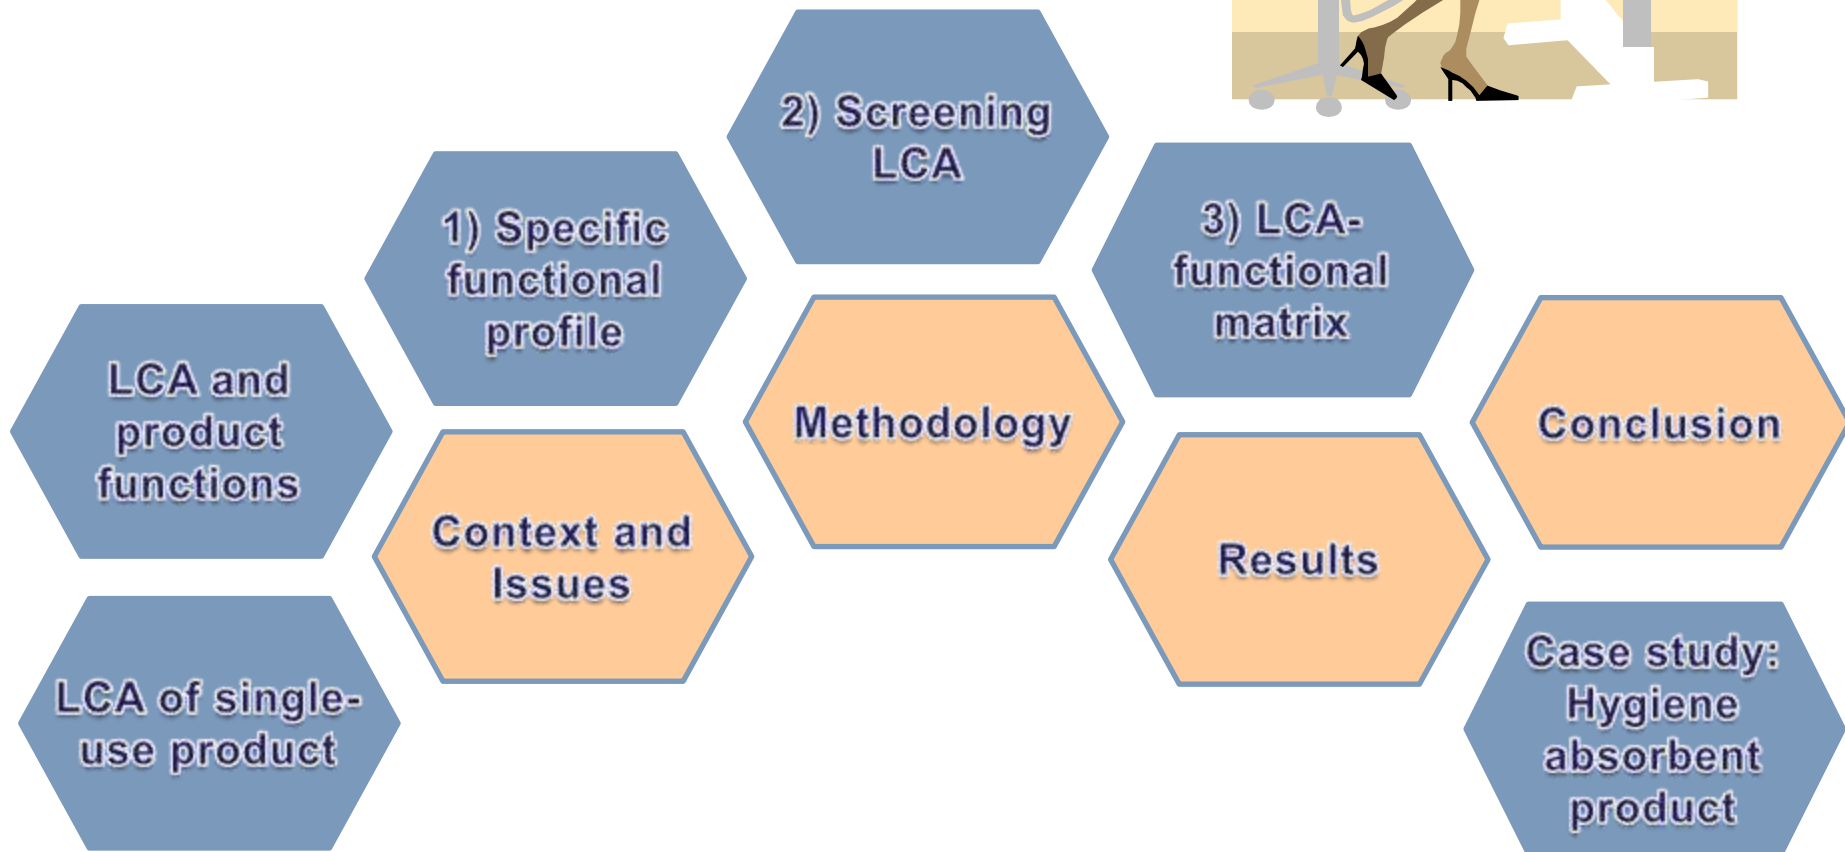 LCA and
product
functions
LCA of single-
use product
1) Specific
functional
profile
Context and
Issues
2) Screening
LCA
Methodology
3) LCA-
functional
matrix
Results
Conclusion
Case study:
Hygiene
absorbent
product